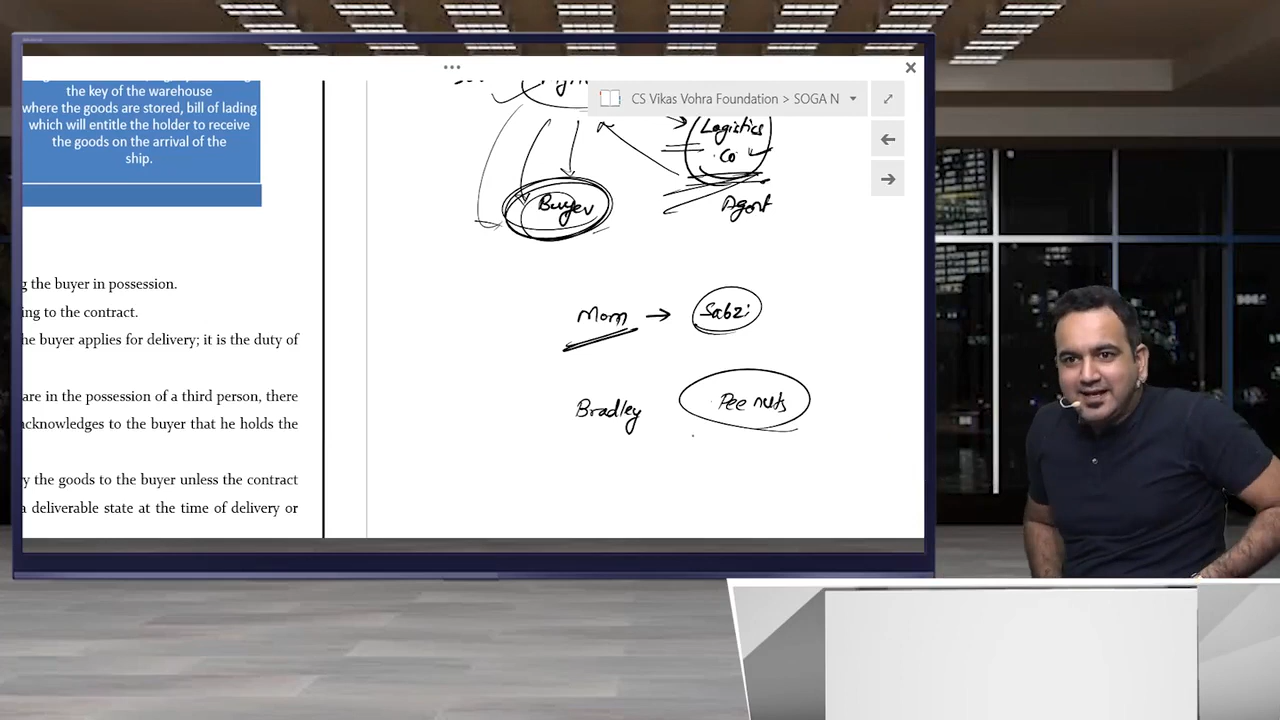 the key of the warehouse
where the goods are stored, bill of lading
which will entitle the holder to receive
the goods on the arrival of the
ship.
g the buyer in possession.
ing to the contract.
he buyer applies for delivery; it is the duty of
are in the possession of a third person, there
acknowledges to the buyer that he holds the
y the goods to the buyer unless the contract
a deliverable state at the time of delivery or
CS Vikas Vohra Foundation > SOGA N
Logistics
Co
Buyer
Agent
Mom → Sabzi
Bradley Pee nuts